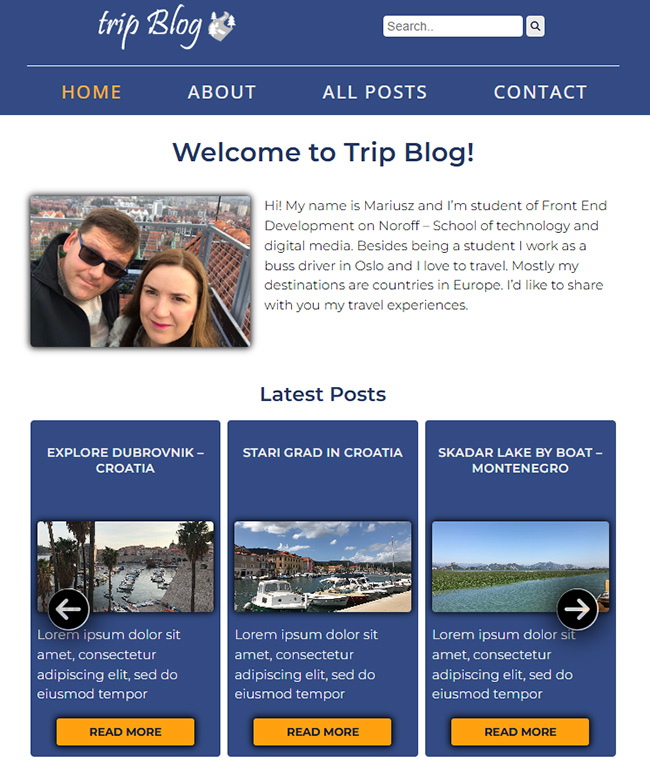 trip Blog
Search..
HOME ABOUT ALL POSTS CONTACT
Welcome to Trip Blog!
Hi! My name is Mariusz and I’m student of Front End
Development on Noroff – School of technology and
digital media. Besides being a student I work as a
buss driver in Oslo and I love to travel. Mostly my
destinations are countries in Europe. I’d like to share
with you my travel experiences.
Latest Posts
EXPLORE DUBROVNIK –
CROATIA
Lorem ipsum dolor sit
amet, consectetur
adipiscing elit, sed do
eiusmod tempor
READ MORE
STARI GRAD IN CROATIA
Lorem ipsum dolor sit
amet, consectetur
adipiscing elit, sed do
eiusmod tempor
READ MORE
SKADAR LAKE BY BOAT –
MONTENEGRO
Lorem ipsum dolor sit
amet, consectetur
adipiscing elit, sed do
eiusmod tempor
READ MORE